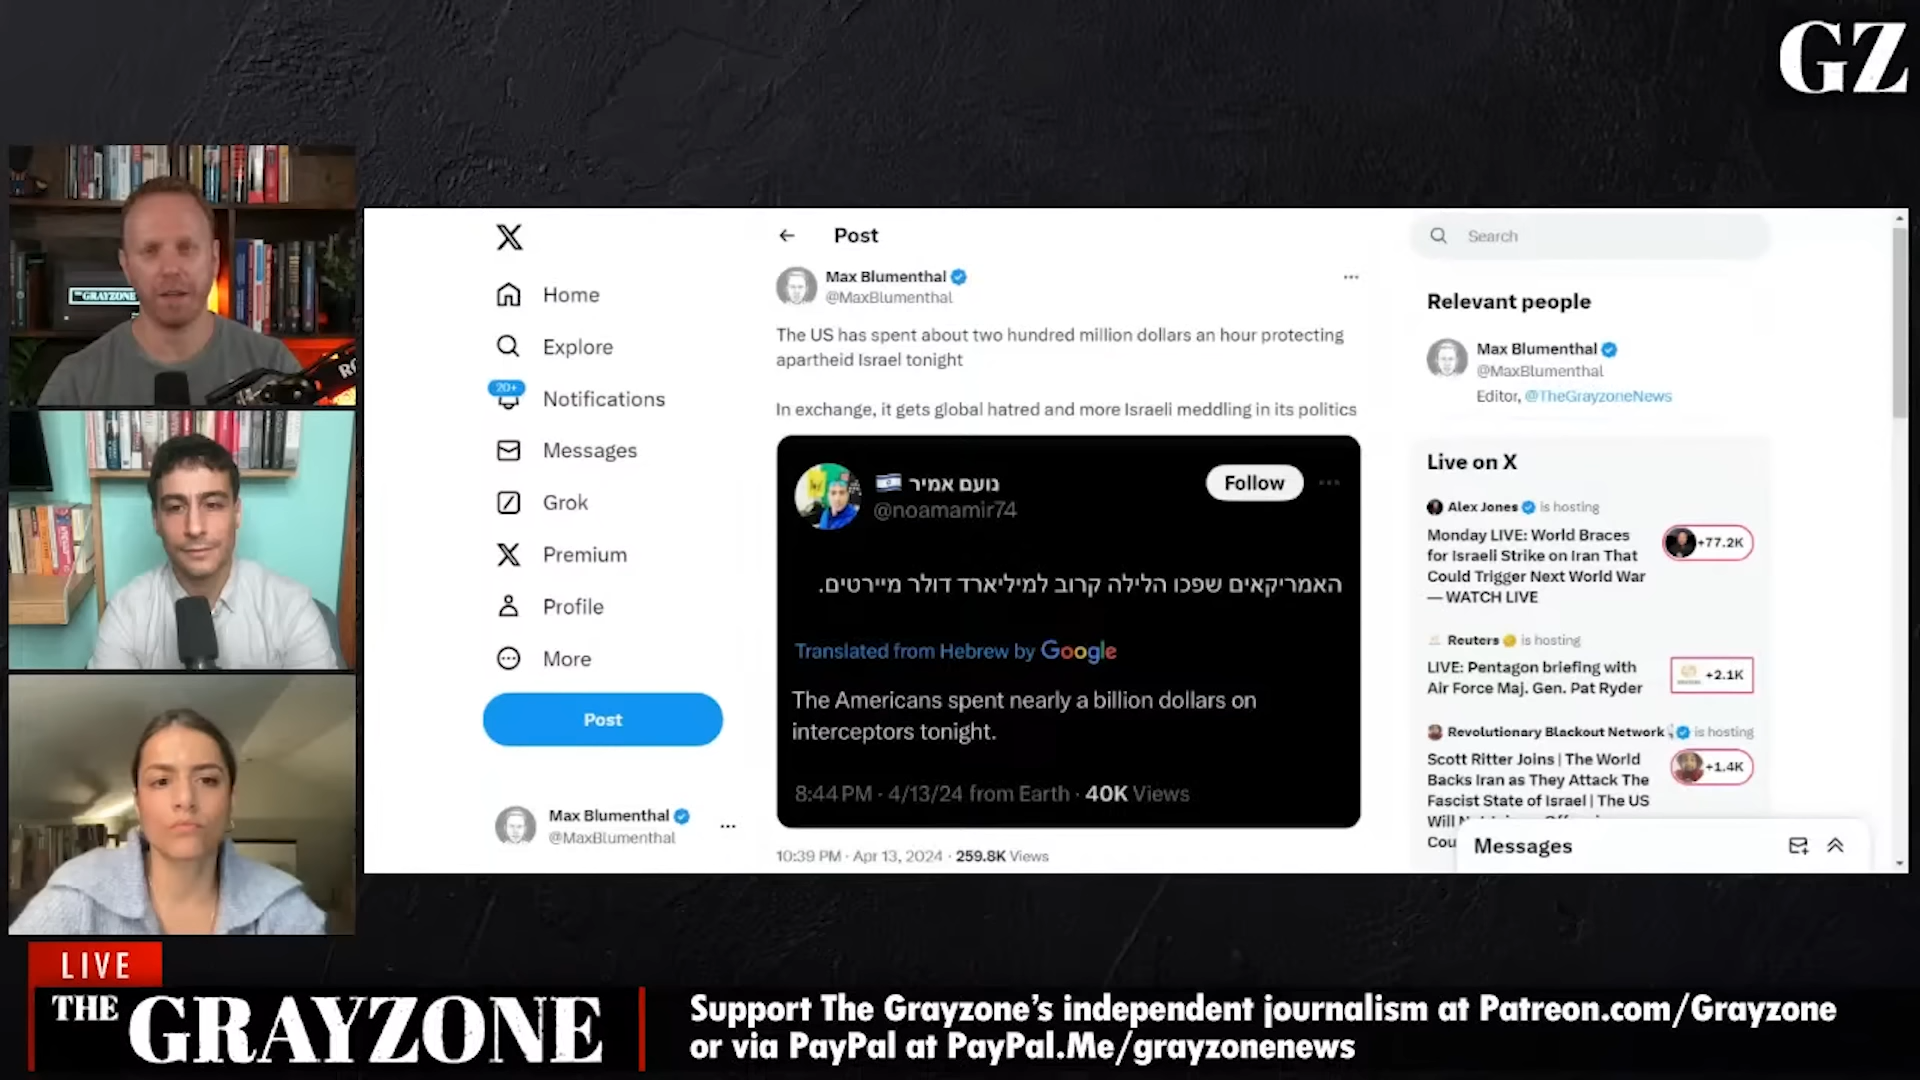 GZ
THE GRAYZONE
X
Home
Explore
20+
Notifications
Messages
Grok
Premium
Profile
More
Post
Max Blumenthal
@MaxBlumenthal
Post
Max Blumenthal
@MaxBlumenthal
The US has spent about two hundred million dollars an hour protecting
apartheid Israel tonight
In exchange, it gets global hatred and more Israeli meddling in its politics
נועם אמיר
@noamamir74
Follow
האמריקאים שפכו הלילה קרוב למיליארד דולר מיירטים.
Translated from Hebrew by Google
The Americans spent nearly a billion dollars on
interceptors tonight.
8:44 PM · 4/13/24 from Earth · 40K Views
10:39 PM · Apr 13, 2024 · 259.8K Views
Search
Relevant people
Max Blumenthal
@MaxBlumenthal
Editor, @TheGrayzoneNews
Live on X
Alex Jones is hosting
Monday LIVE: World Braces
for Israeli Strike on Iran That
Could Trigger Next World War
— WATCH LIVE
+77.2K
Reuters is hosting
LIVE: Pentagon briefing with
Air Force Maj. Gen. Pat Ryder
+2.1K
Revolutionary Blackout Network is hosting
Scott Ritter Joins | The World
Backs Iran as They Attack The
Fascist State of Israel | The US
Will
+1.4K
Messages
LIVE
THE GRAYZONE
Support The Grayzone's independent journalism at Patreon.com/Grayzone
or via PayPal at PayPal.Me/grayzonenews